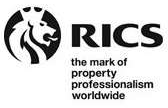 RICS
the mark of
property
professionalism
worldwide